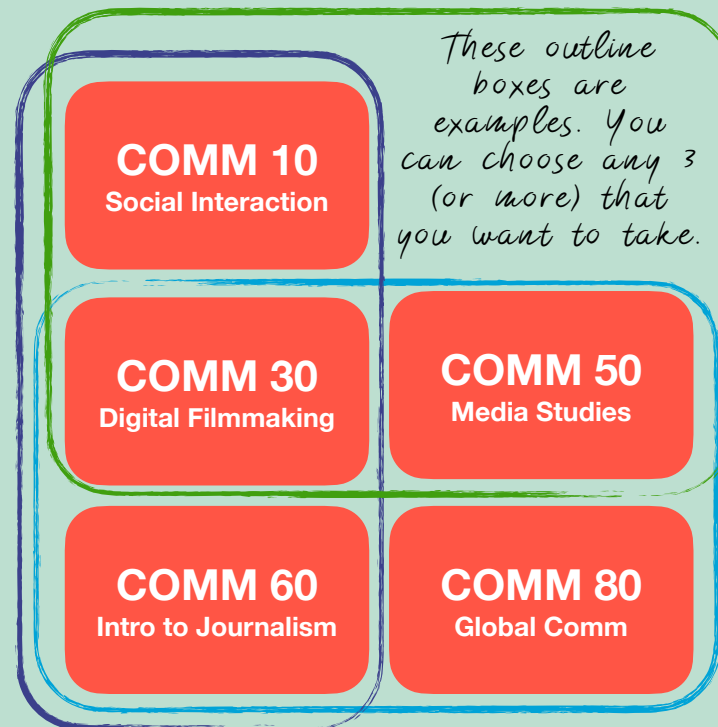 These outline
boxes are
examples. You
can choose any 3
(or more) that
you want to take.
COMM 10
Social Interaction
COMM 30
Digital Filmmaking
COMM 50
Media Studies
COMM 60
Intro to Journalism
COMM 80
Global Comm